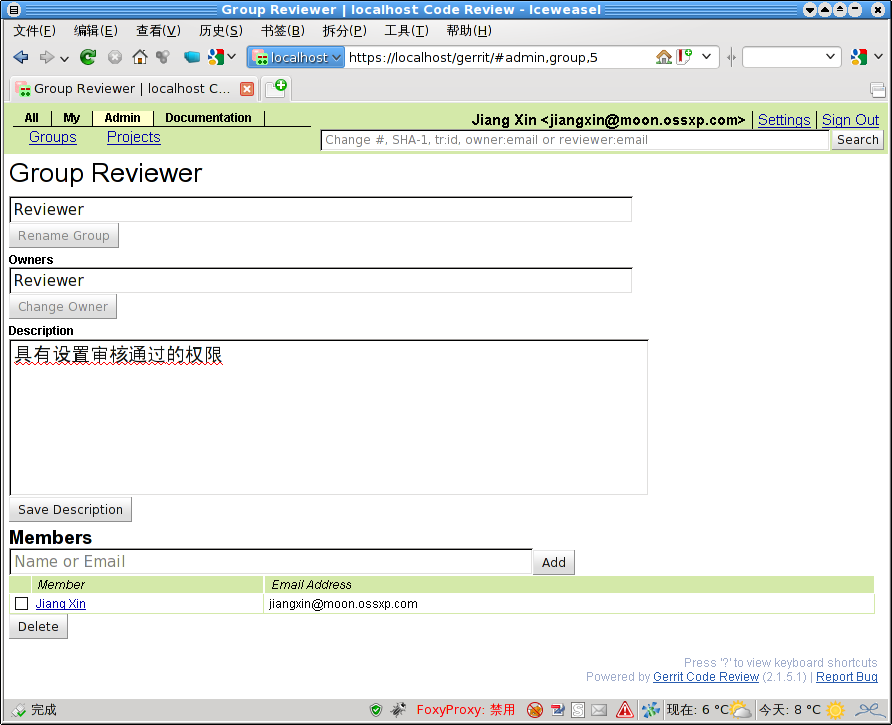 Group Reviewer | localhost Code Review - Iceweasel
文件(F) 编辑(E) 查看(V) 历史(S) 书签(B) 拆分(P) 工具(T) 帮助(H)
localhost https://localhost/gerrit/#admin,group,5
Group Reviewer | localhost C...
All My Admin Documentation Jiang Xin <jiangxin@moon.ossxp.com> Settings Sign Out
Groups Projects Change #, SHA-1, tr:id, owner:email or reviewer:email Search
Group Reviewer
Reviewer
Rename Group
Owners
Reviewer
Change Owner
Description
具有设置审核通过的权限
Save Description
Members
Name or Email Add
Member Email Address
Jiang Xin jiangxin@moon.ossxp.com
Delete
Press '?' to view keyboard shortcuts
Powered by Gerrit Code Review (2.1.5.1) | Report Bug
完成 FoxyProxy: 禁用 现在: 6 °C 今天: 8 °C